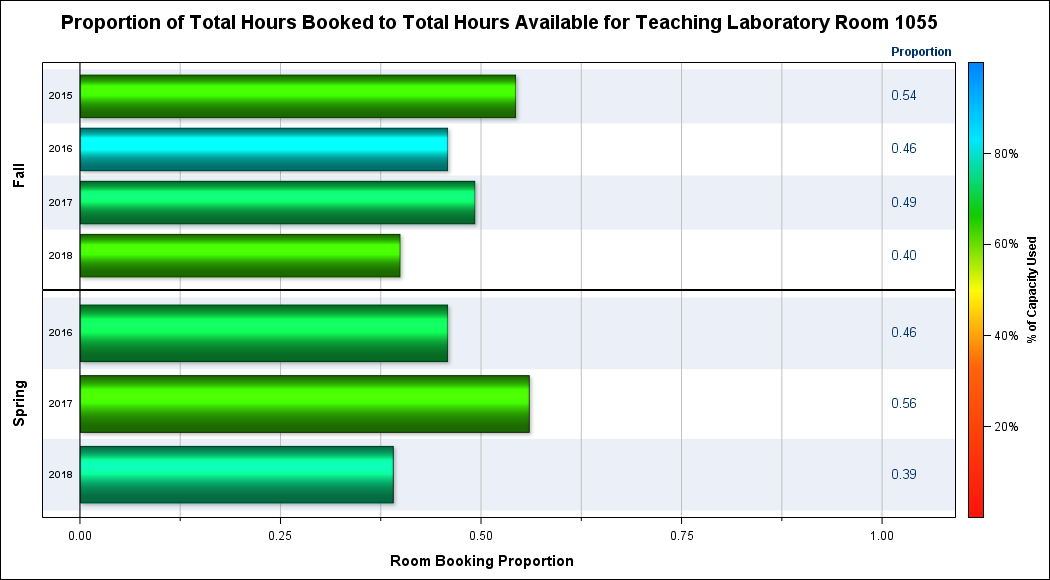 Proportion of Total Hours Booked to Total Hours Available for Teaching Laboratory Room 1055
Proportion
Fall
2015 0.54
2016 0.46
2017 0.49
2018 0.40
Spring
2016 0.46
2017 0.56
2018 0.39
0.00 0.25 0.50 0.75 1.00
Room Booking Proportion
80%
60%
40%
20%
% of Capacity Used